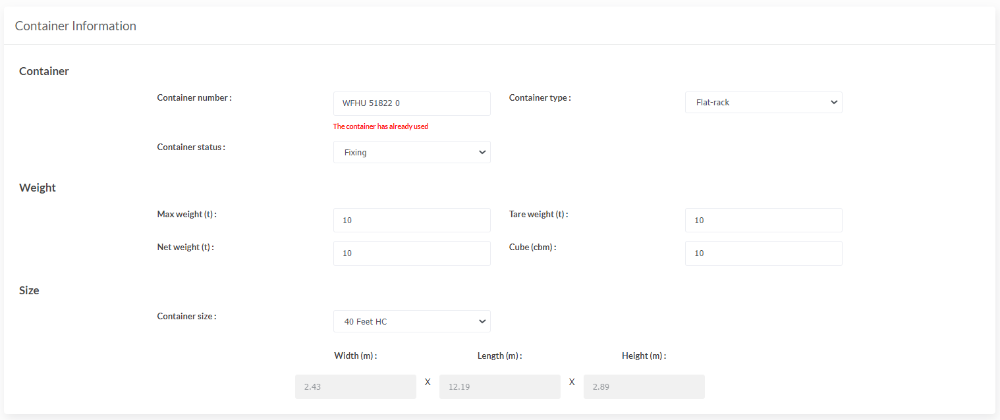 Container Information
Container
Container number :
WFHU 51822 0
Container type :
Flat-rack
The container has already used
Container status :
Fixing
Weight
Max weight (t) :
10
Tare weight (t) :
10
Net weight (t) :
10
Cube (cbm) :
10
Size
Container size :
40 Feet HC
Width (m) :
Length (m) :
Height (m) :
2.43
X
12.19
X
2.89